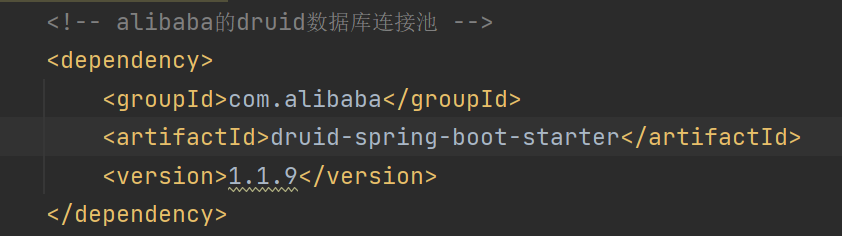 <!-- alibaba的druid数据库连接池 -->
<dependency>
<groupId>com.alibaba</groupId>
<artifactId>druid-spring-boot-starter</artifactId>
<version>1.1.9</version>
</dependency>